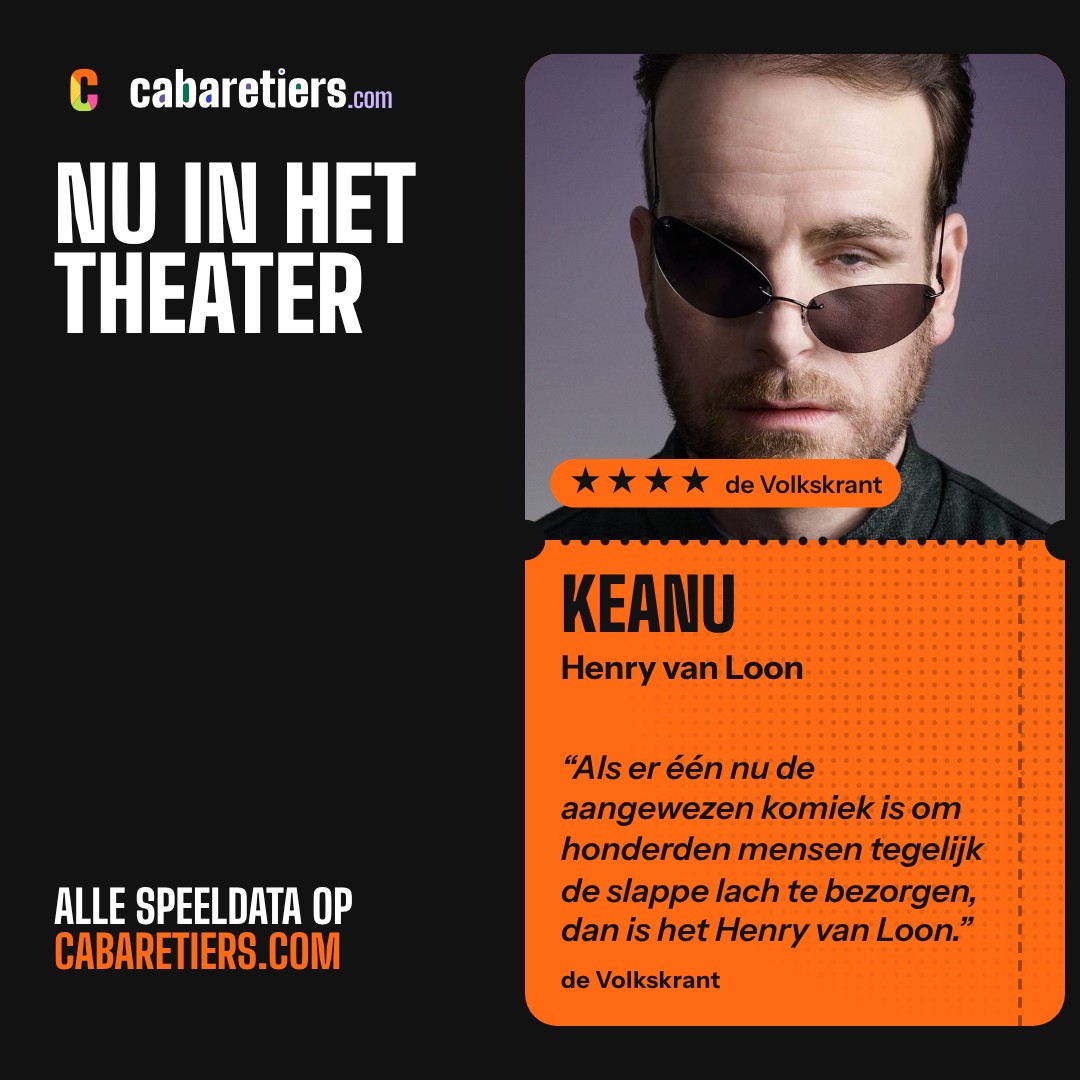 cabaretiers.com
NU IN HET
THEATER
★★★★ de Volkskrant
KEANU
Henry van Loon
“Als er één nu de
aangewezen komiek is om
honderden mensen tegelijk
de slappe lach te bezorgen,
dan is het Henry van Loon.”
de Volkskrant
ALLE SPEELDATA OP
CABARETIERS.COM